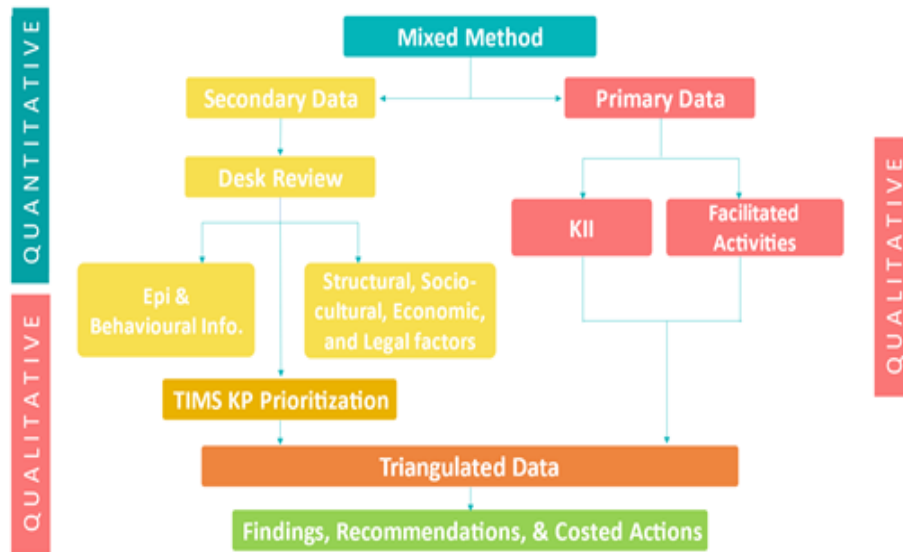 QUANTITATIVE
QUALITATIVE
Mixed Method
Secondary Data
Primary Data
Desk Review
KII
Facilitated
Activities
Epi &
Behavioural Info.
Structural, Socio-
cultural, Economic,
and Legal factors
TIMS KP Prioritization
Triangulated Data
Findings, Recommendations, & Costed Actions
QUALITATIVE